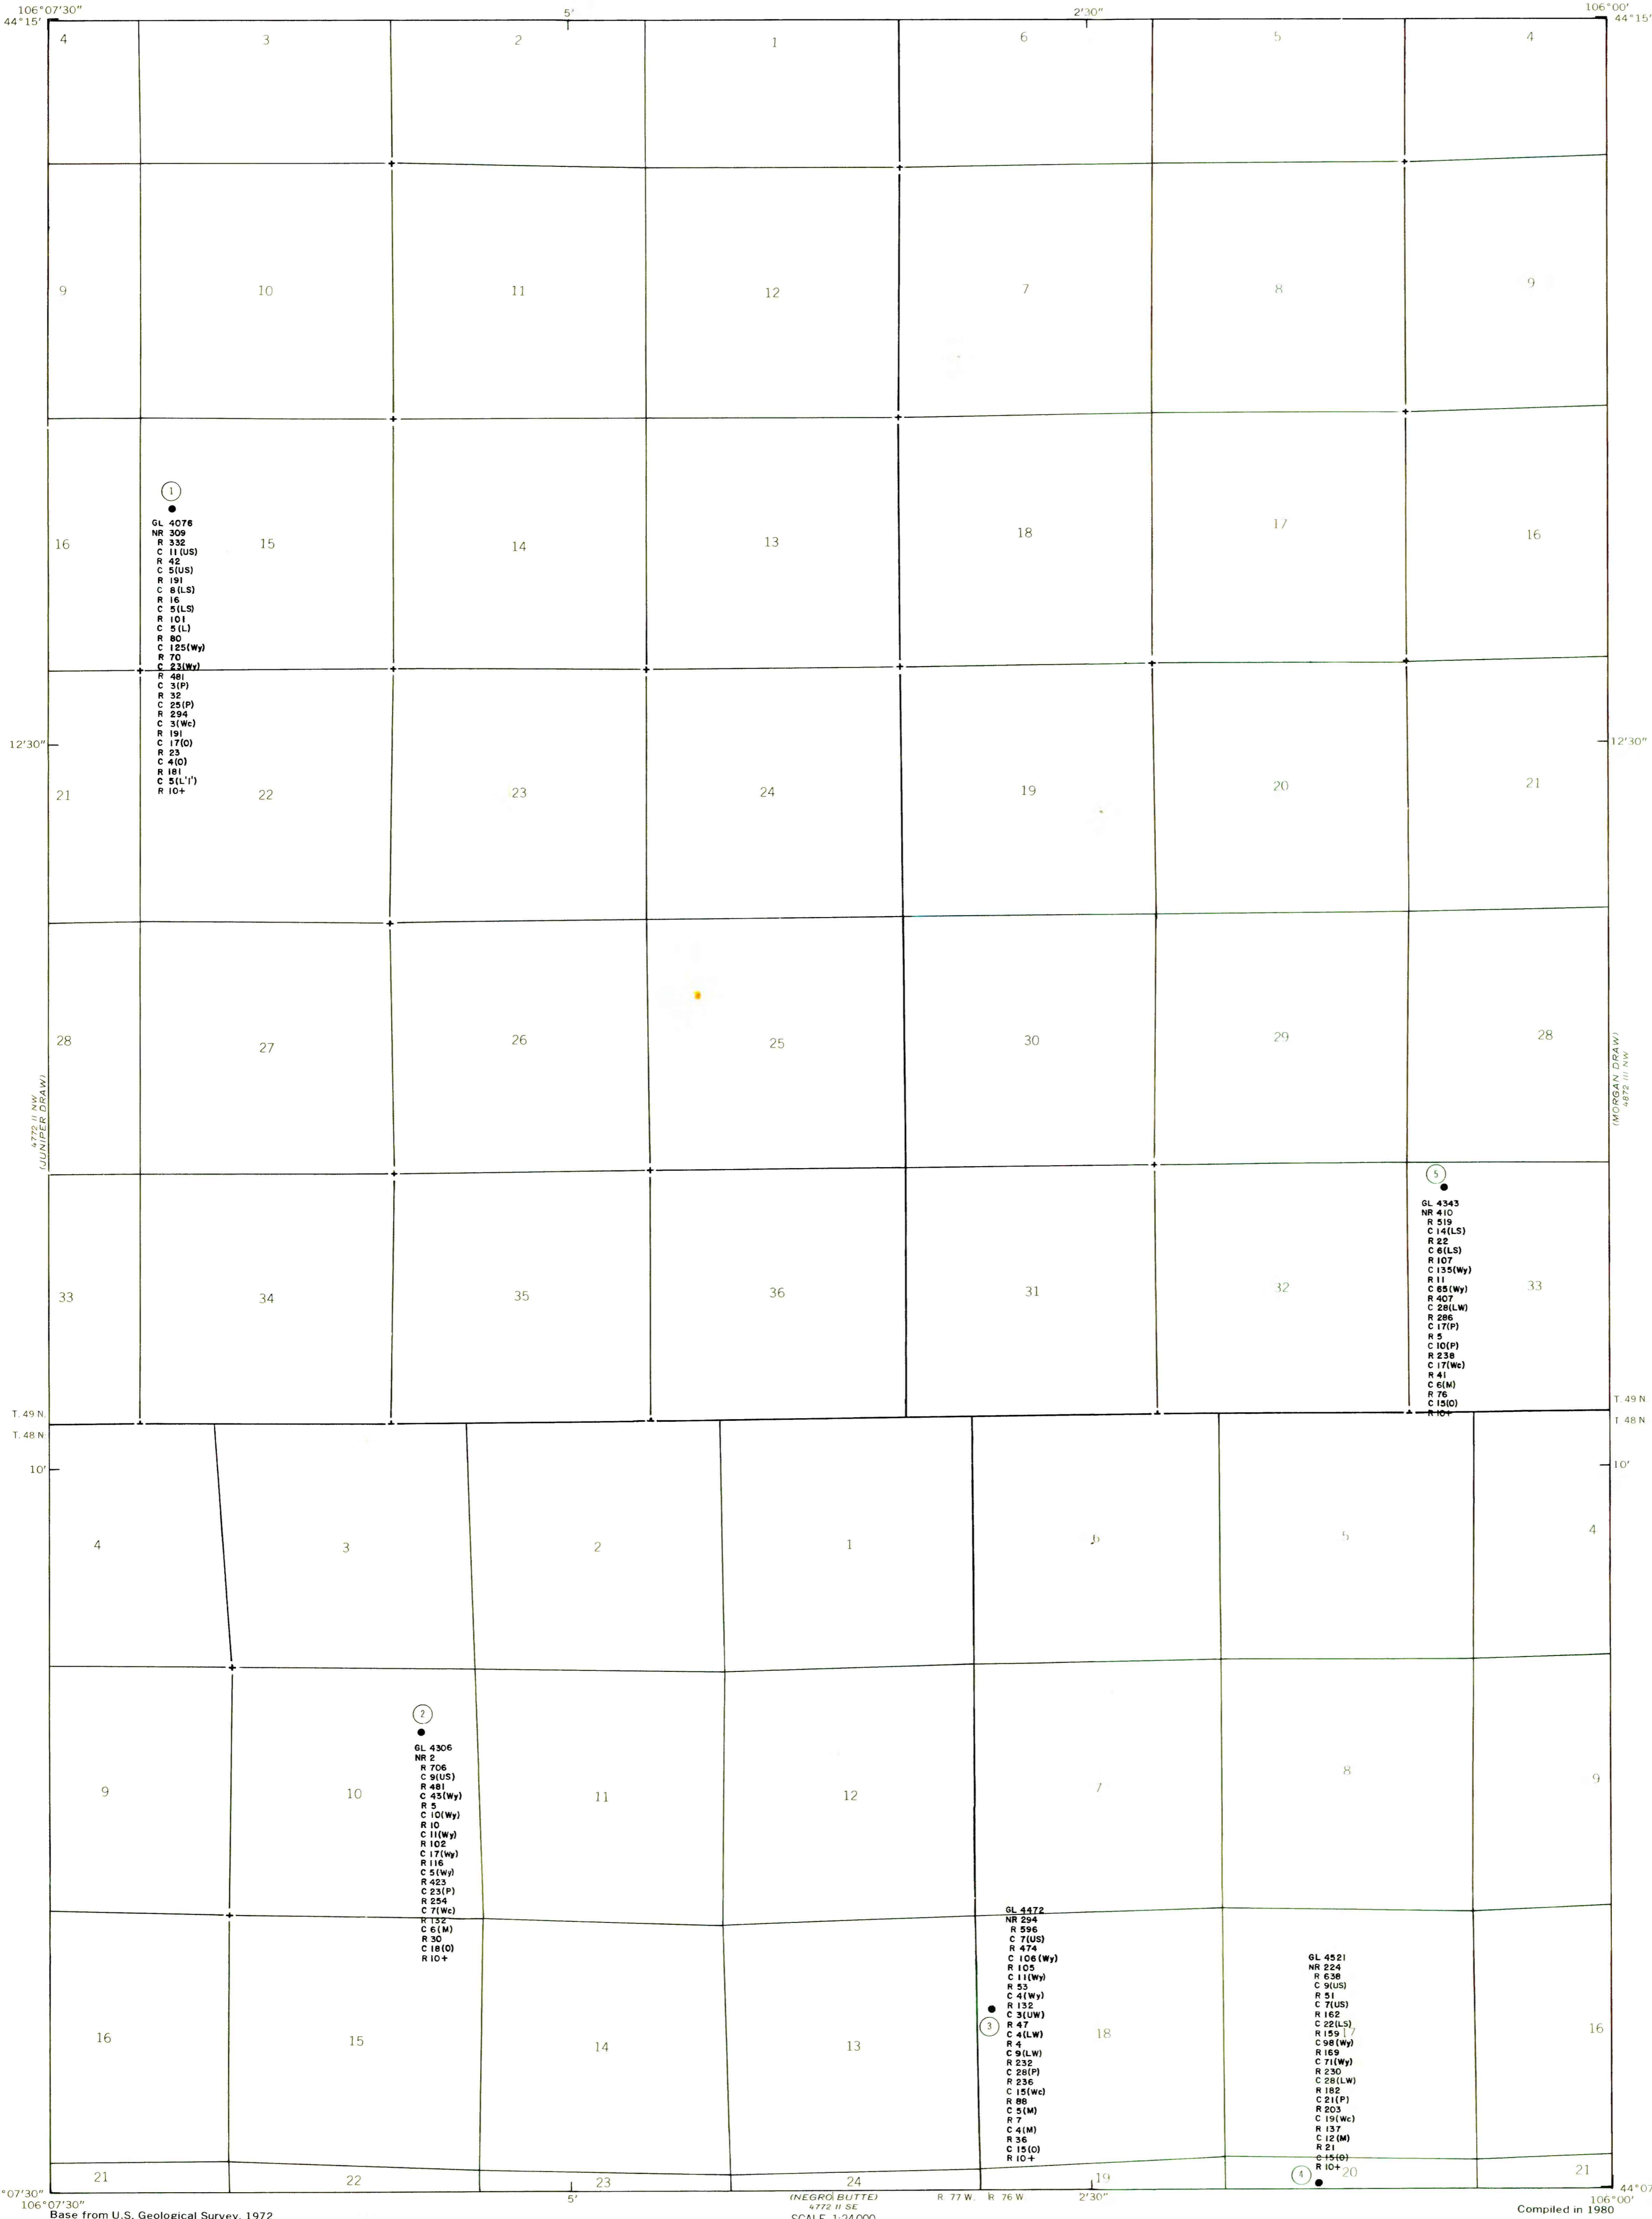 106°07'30" 5' 2'30" 106°00'
44°15' 44°15'
4 3 2 1 6 5 4
9 10 11 12 7 8 9
1
GL 4076
NR 309
R 332
C 11(US)
R 42
C 5(US)
R 191
C 8(LS)
R 16
C 5(LS)
R 101
C 5(L)
R 80
C 125(Wy)
R 70
C 23(Wy)
R 481
C 3(P)
R 32
C 25(P)
R 294
C 3(Wc)
R 191
C 17(O)
R 23
C 4(O)
R 181
C 5(L'1')
R 10+
16 15 14 13 18 17 16
12'30" 12'30"
21 22 23 24 19 20 21
28 27 26 25 30 29 28
4772 II NW
(JUNIPER DRAW)
(MORGAN DRAW)
4872 III NW
5
GL 4343
NR 410
R 519
C 14(LS)
R 22
C 6(LS)
R 107
C 135(Wy)
R 11
C 65(Wy)
R 407
C 28(LW)
R 286
C 17(P)
R 5
C 10(P)
R 238
C 17(Wc)
R 41
C 6(M)
R 76
C 15(O)
R 10+
33 34 35 36 31 32 33
T. 49 N. T. 49 N
T. 48 N. T 48 N
10' 10'
4 3 2 1 6 5 4
2
GL 4306
NR 2
R 706
C 9(US)
R 481
C 43(Wy)
R 5
C 10(Wy)
R 10
C 11(Wy)
R 102
C 17(Wy)
R 116
C 5(Wy)
R 423
C 23(P)
R 254
C 7(Wc)
R 132
C 6(M)
R 30
C 18(O)
R 10+
9 10 11 12 7 8 9
GL 4472
NR 294
R 596
C 7(US)
R 474
C 106(Wy)
R 105
C 11(Wy)
R 53
C 4(Wy)
R 132
C 3(UW)
R 47
C 4(LW)
R 4
C 9(LW)
R 232
C 28(P)
R 236
C 15(Wc)
R 88
C 5(M)
R 7
C 4(M)
R 36
C 15(O)
R 10+
3
GL 4521
NR 224
R 638
C 9(US)
R 51
C 7(US)
R 162
C 22(LS)
R 159
C 98(Wy)
R 169
C 71(Wy)
R 230
C 28(LW)
R 182
C 21(P)
R 203
C 19(Wc)
R 137
C 12(M)
R 21
C 15(O)
R 10+
4
16 15 14 13 18 17 16
21 22 23 24 19 20 21
°07'30" 44°07
106°07'30" 5' (NEGRO BUTTE) R. 77 W. R. 76 W 2'30" 106°00'
4772 II SE
Base from U.S. Geological Survey, 1972 SCALE 1:24000 Compiled in 1980